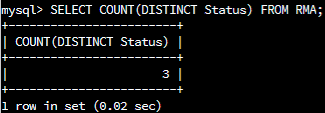 mysql> SELECT COUNT(DISTINCT Status) FROM RMA;
+------------------------+
| COUNT(DISTINCT Status) |
+------------------------+
|                      3 |
+------------------------+
1 row in set (0.02 sec)